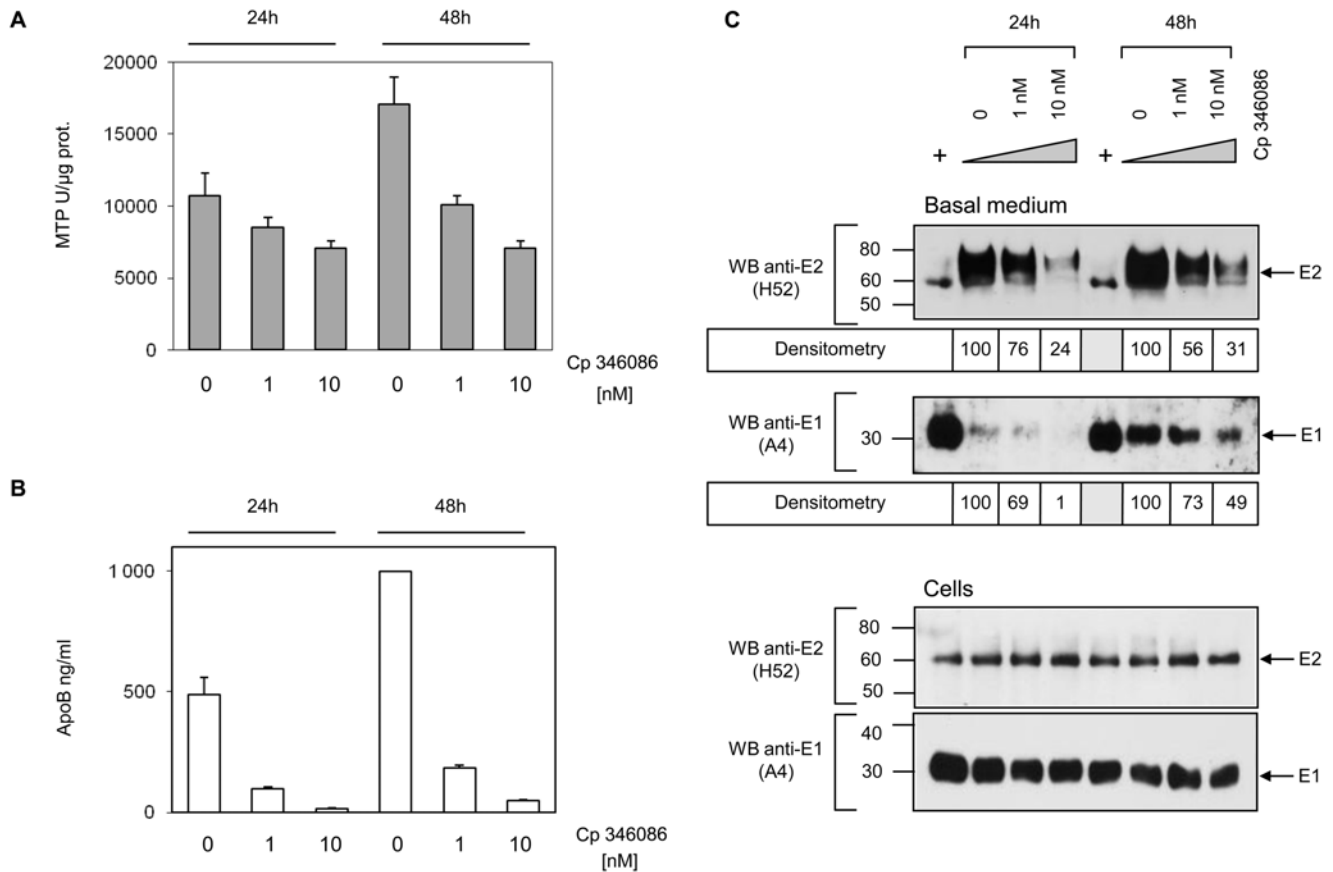 A
24h 48h
20000
15000
10000
5000
0
MTP U/µg prot.
0 1 10 0 1 10
Cp 346086
[nM]
B
24h 48h
1 000
500
0
ApoB ng/ml
0 1 10 0 1 10
Cp 346086
[nM]
C
24h 48h
+ 0 1 nM 10 nM + 0 1 nM 10 nM Cp 346086
Basal medium
WB anti-E2
(H52)
80
60
50
E2
Densitometry 100 76 24 100 56 31
WB anti-E1
(A4)
30
E1
Densitometry 100 69 1 100 73 49
Cells
WB anti-E2
(H52)
80
60
50
E2
WB anti-E1
(A4)
40
30
E1